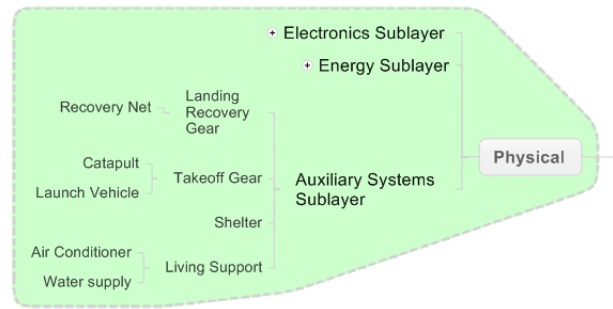 Electronics Sublayer
Energy Sublayer
Recovery Net
Landing
Recovery
Gear
Catapult
Launch Vehicle
Takeoff Gear
Auxiliary Systems
Sublayer
Physical
Shelter
Air Conditioner
Water supply
Living Support